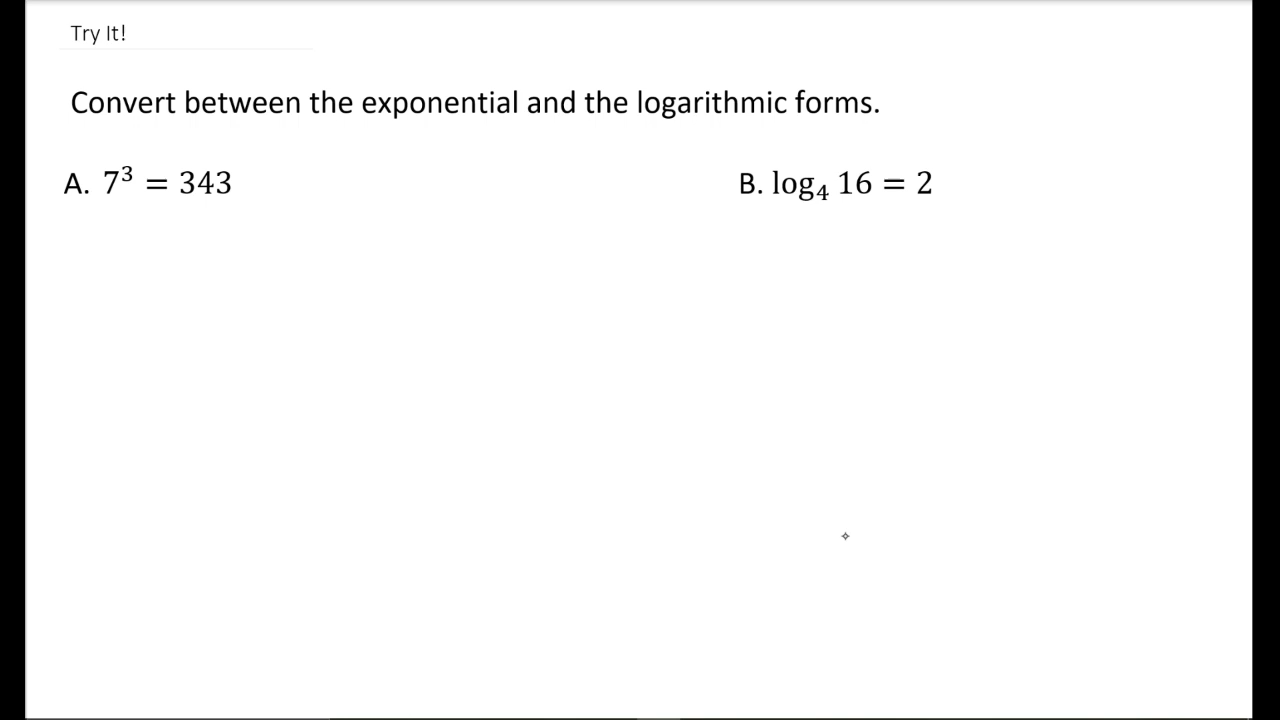 Try It!
Convert between the exponential and the logarithmic forms.
A. 7³ = 343
B. log₄ 16 = 2